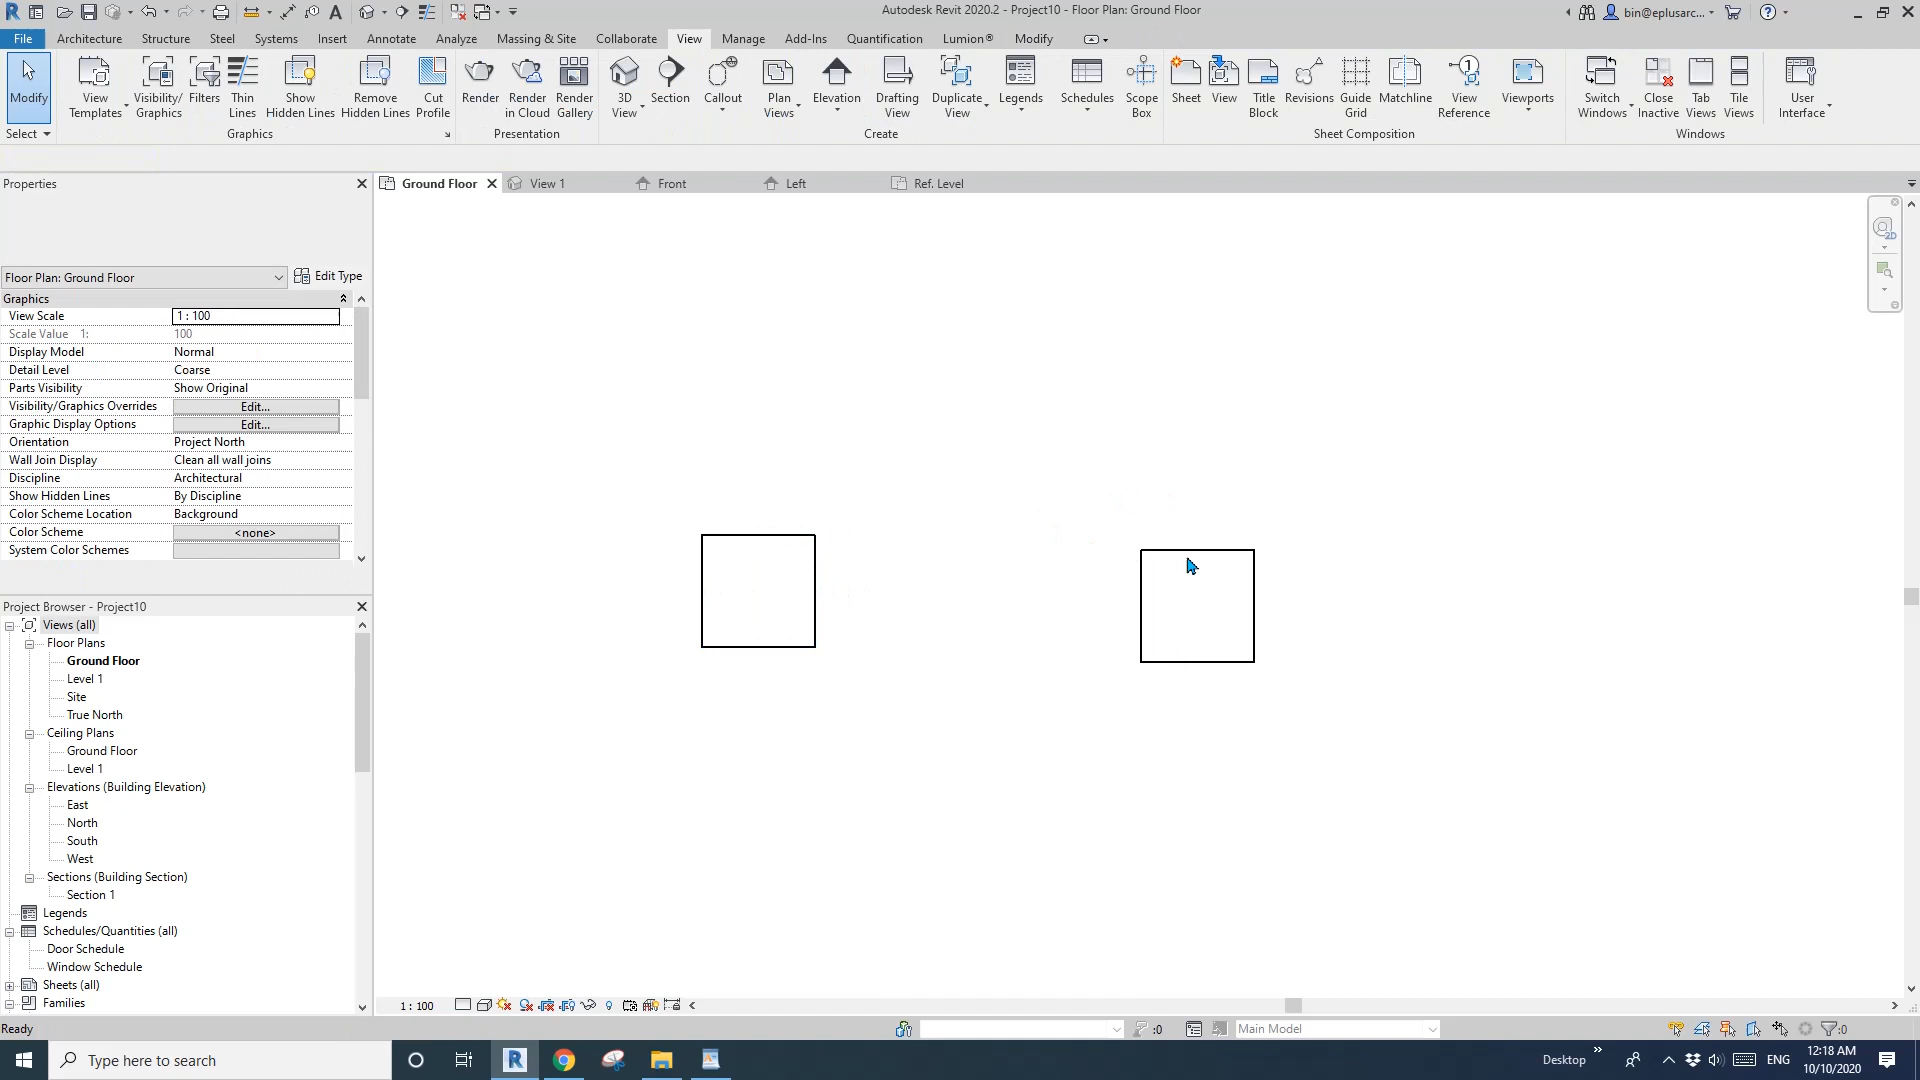 Autodesk Revit 2020.2 - Project10 - Floor Plan: Ground Floor
bin@eplusarc...
File Architecture Structure Steel Systems Insert Annotate Analyze Massing & Site Collaborate View Manage Add-Ins Quantification Lumion® Modify
Modify
View Templates
Visibility/ Graphics
Filters
Thin Lines
Show Hidden Lines
Remove Hidden Lines
Cut Profile
Render
Render in Cloud
Render Gallery
3D View
Section
Callout
Plan Views
Elevation
Drafting View
Duplicate View
Legends
Schedules
Scope Box
Sheet
View
Title Block
Revisions
Guide Grid
Matchline
View Reference
Viewports
Switch Windows
Close Inactive
Tab Views
Tile Views
User Interface
Select Graphics Presentation Create Sheet Composition Windows
Properties
Ground Floor View 1 Front Left Ref. Level
2D
Floor Plan: Ground Floor Edit Type
Graphics
View Scale 1 : 100
Scale Value 1: 100
Display Model Normal
Detail Level Coarse
Parts Visibility Show Original
Visibility/Graphics Overrides Edit...
Graphic Display Options Edit...
Orientation Project North
Wall Join Display Clean all wall joins
Discipline Architectural
Show Hidden Lines By Discipline
Color Scheme Location Background
Color Scheme <none>
System Color Schemes
Project Browser - Project10
Views (all)
Floor Plans
Ground Floor
Level 1
Site
True North
Ceiling Plans
Ground Floor
Level 1
Elevations (Building Elevation)
East
North
South
West
Sections (Building Section)
Section 1
Legends
Schedules/Quantities (all)
Door Schedule
Window Schedule
Sheets (all)
Families
1 : 100
Ready
:0
Main Model
:0
Type here to search
Desktop
ENG
12:18 AM
10/10/2020